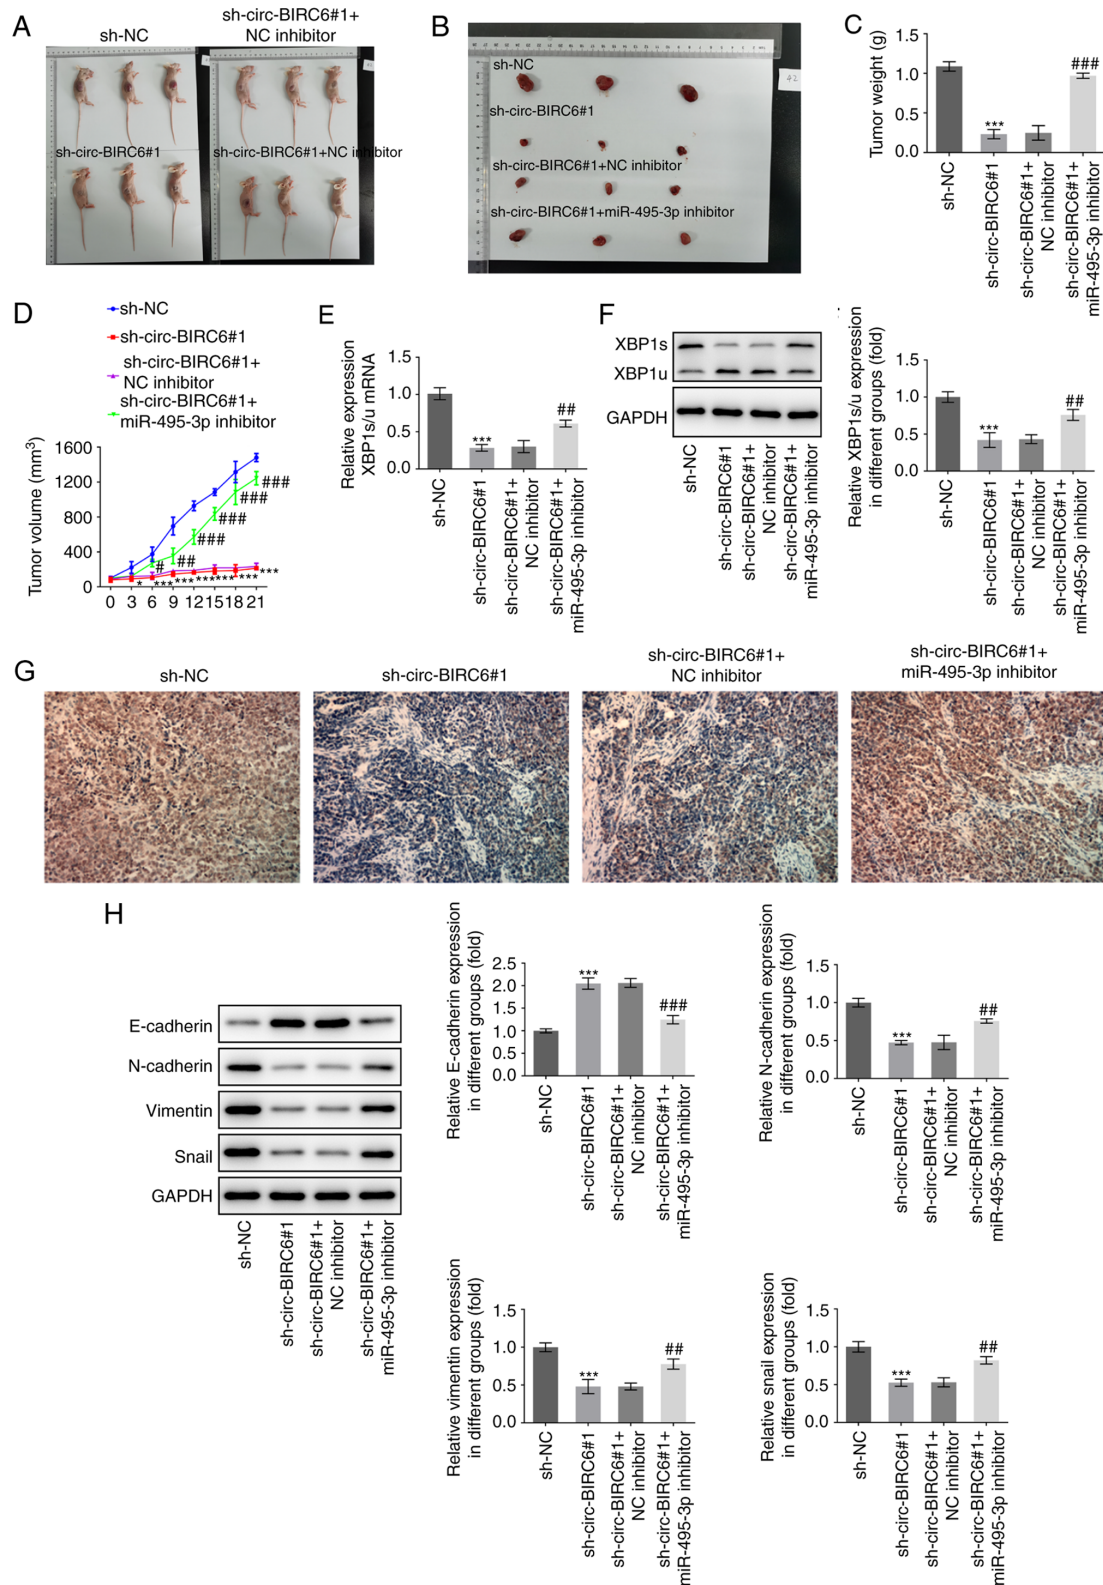 A
sh-NC
sh-circ-BIRC6#1+
NC inhibitor
sh-circ-BIRC6#1
sh-circ-BIRC6#1+NC inhibitor
B
sh-NC
sh-circ-BIRC6#1
sh-circ-BIRC6#1+NC inhibitor
sh-circ-BIRC6#1+miR-495-3p inhibitor
C
Tumor weight (g)
1.5
1.0
0.5
0.0
***
###
sh-NC
sh-circ-BIRC6#1
sh-circ-BIRC6#1+
NC inhibitor
sh-circ-BIRC6#1+
miR-495-3p inhibitor
D
sh-NC
sh-circ-BIRC6#1
sh-circ-BIRC6#1+
NC inhibitor
sh-circ-BIRC6#1+
miR-495-3p inhibitor
Tumor volume (mm³)
1600
1200
800
400
0
# ## ### ### ### ###
* *** *** *** *** *** ***
0 3 6 9 12 15 18 21
E
Relative expression
XBP1s/u mRNA
1.5
1.0
0.5
0.0
***
##
sh-NC
sh-circ-BIRC6#1
sh-circ-BIRC6#1+
NC inhibitor
sh-circ-BIRC6#1+
miR-495-3p inhibitor
F
XBP1s
XBP1u
GAPDH
sh-NC
sh-circ-BIRC6#1
sh-circ-BIRC6#1+
NC inhibitor
sh-circ-BIRC6#1+
miR-495-3p inhibitor
Relative XBP1s/u expression
in different groups (fold)
1.5
1.0
0.5
0.0
***
##
sh-NC
sh-circ-BIRC6#1
sh-circ-BIRC6#1+
NC inhibitor
sh-circ-BIRC6#1+
miR-495-3p inhibitor
G
sh-NC
sh-circ-BIRC6#1
sh-circ-BIRC6#1+
NC inhibitor
sh-circ-BIRC6#1+
miR-495-3p inhibitor
H
E-cadherin
N-cadherin
Vimentin
Snail
GAPDH
sh-NC
sh-circ-BIRC6#1
sh-circ-BIRC6#1+
NC inhibitor
sh-circ-BIRC6#1+
miR-495-3p inhibitor
Relative E-cadherin expression
in different groups (fold)
2.5
2.0
1.0
0.5
0.0
***
###
sh-NC
sh-circ-BIRC6#1
sh-circ-BIRC6#1+
NC inhibitor
sh-circ-BIRC6#1+
miR-495-3p inhibitor
Relative N-cadherin expression
in different groups (fold)
1.5
1.0
0.5
0.0
***
##
sh-NC
sh-circ-BIRC6#1
sh-circ-BIRC6#1+
NC inhibitor
sh-circ-BIRC6#1+
miR-495-3p inhibitor
Relative vimentin expression
in different groups (fold)
1.5
1.0
0.5
0.0
***
##
sh-NC
sh-circ-BIRC6#1
sh-circ-BIRC6#1+
NC inhibitor
sh-circ-BIRC6#1+
miR-495-3p inhibitor
Relative snail expression
in different groups (fold)
1.5
1.0
0.5
0.0
***
##
sh-NC
sh-circ-BIRC6#1
sh-circ-BIRC6#1+
NC inhibitor
sh-circ-BIRC6#1+
miR-495-3p inhibitor